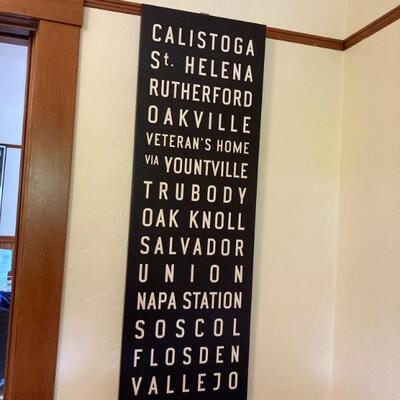 CALISTOGA
St. HELENA
RUTHERFORD
OAKVILLE
VETERAN'S HOME
VIA YOUNTVILLE
TRUBODY
OAK KNOLL
SALVADOR
UNION
NAPA STATION
SOSCOL
FLOSDEN
VALLEJO